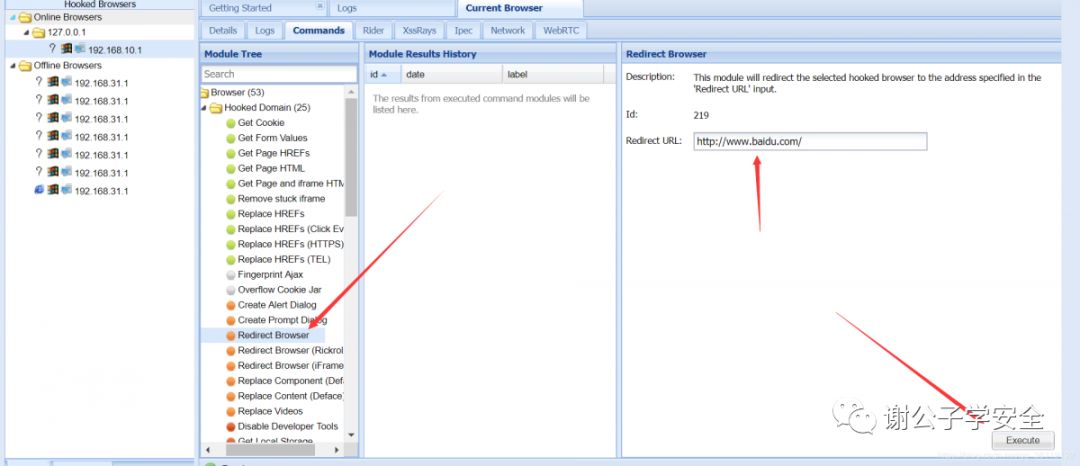 Hooked Browsers
Online Browsers
127.0.0.1
? 192.168.10.1
Offline Browsers
? 192.168.31.1
? 192.168.31.1
? 192.168.31.1
? 192.168.31.1
? 192.168.31.1
? 192.168.31.1
192.168.31.1
Getting Started
Logs
Current Browser
Details
Logs
Commands
Rider
XssRays
Ipec
Network
WebRTC
Module Tree
Search
Browser (53)
Hooked Domain (25)
Get Cookie
Get Form Values
Get Page HREFs
Get Page HTML
Get Page and iframe HTM
Remove stuck iframe
Replace HREFs
Replace HREFs (Click Ev
Replace HREFs (HTTPS)
Replace HREFs (TEL)
Fingerprint Ajax
Overflow Cookie Jar
Create Alert Dialog
Create Prompt Dialog
Redirect Browser
Redirect Browser (Rickrol
Redirect Browser (iFrame
Replace Component (Defa
Replace Content (Deface
Replace Videos
Disable Developer Tools
Get Local Storage
Module Results History
id
date
label
The results from executed command modules will be
listed here.
Redirect Browser
Description: This module will redirect the selected hooked browser to the address specified in the
'Redirect URL' input.
Id: 219
Redirect URL: http://www.baidu.com/
谢公子学安全
Execute